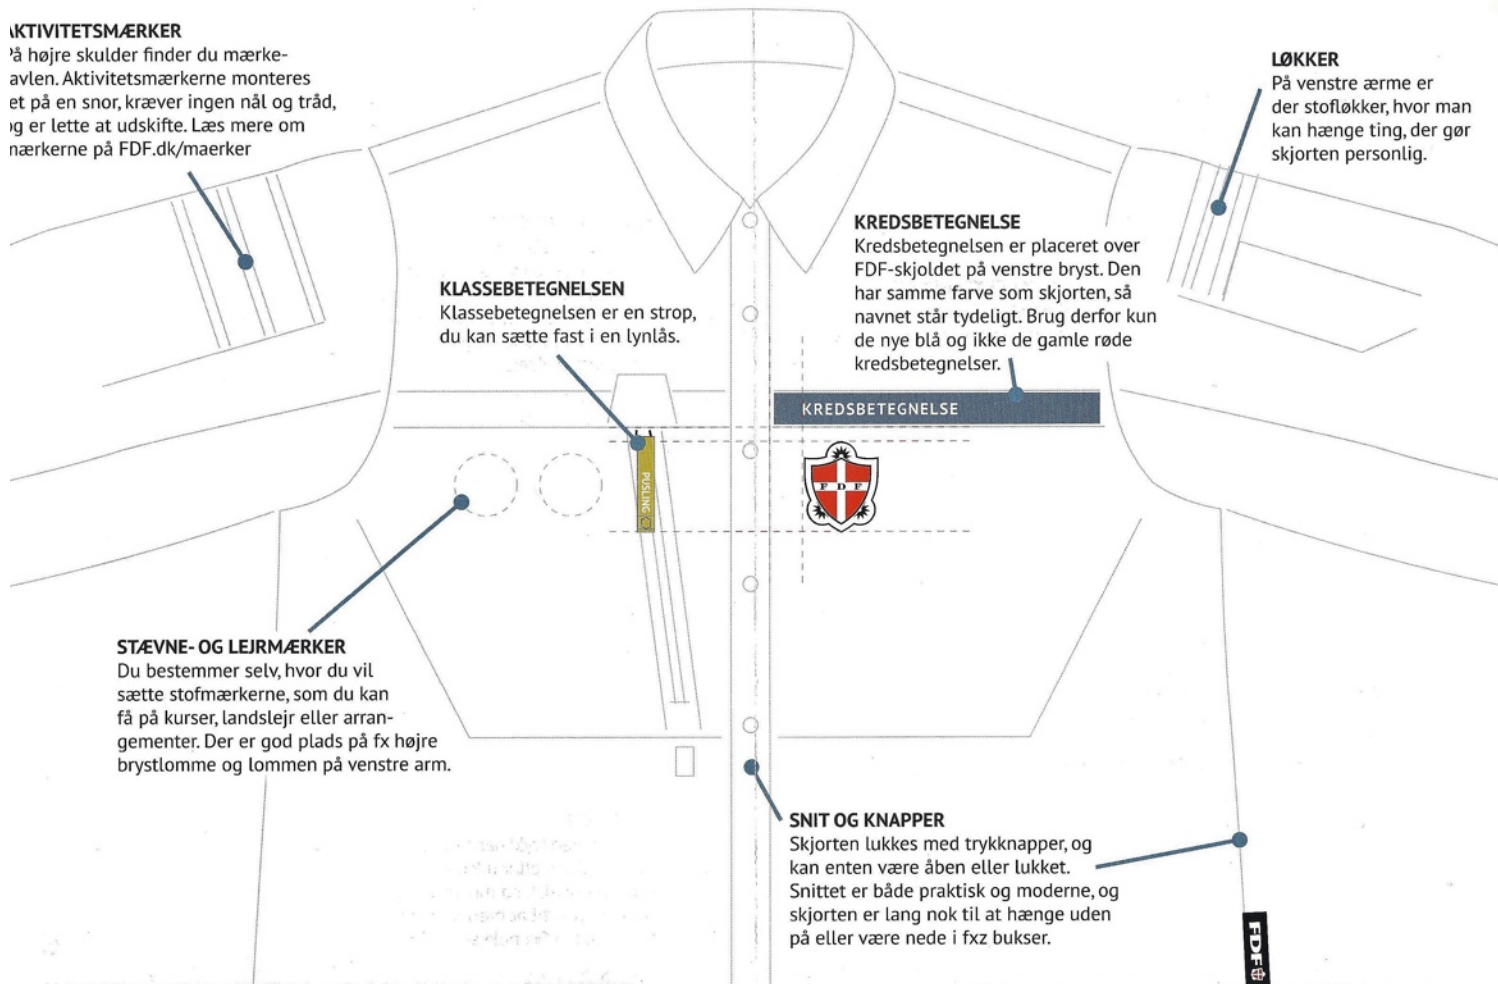 AKTIVITETSMÆRKER
På højre skulder finder du mærke-
avlen. Aktivitetsmærkerne monteres
et på en snor, kræver ingen nål og tråd,
og er lette at udskifte. Læs mere om
mærkerne på FDF.dk/maerker
LØKKER
På venstre ærme er
der stofløkker, hvor man
kan hænge ting, der gør
skjorten personlig.
KREDSBETEGNELSE
Kredsbetegnelsen er placeret over
FDF-skjoldet på venstre bryst. Den
har samme farve som skjorten, så
navnet står tydeligt. Brug derfor kun
de nye blå og ikke de gamle røde
kredsbetegnelser.
KLASSEBETEGNELSEN
Klassebetegnelsen er en strop,
du kan sætte fast i en lynlås.
KREDSBETEGNELSE
PUSLING
FDF
STÆVNE- OG LEJRMÆRKER
Du bestemmer selv, hvor du vil
sætte stofmærkerne, som du kan
få på kurser, landslejr eller arran-
gementer. Der er god plads på fx højre
brystlomme og lommen på venstre arm.
SNIT OG KNAPPER
Skjorten lukkes med trykknapper, og
kan enten være åben eller lukket.
Snittet er både praktisk og moderne, og
skjorten er lang nok til at hænge uden
på eller være nede i fxz bukser.
FDF